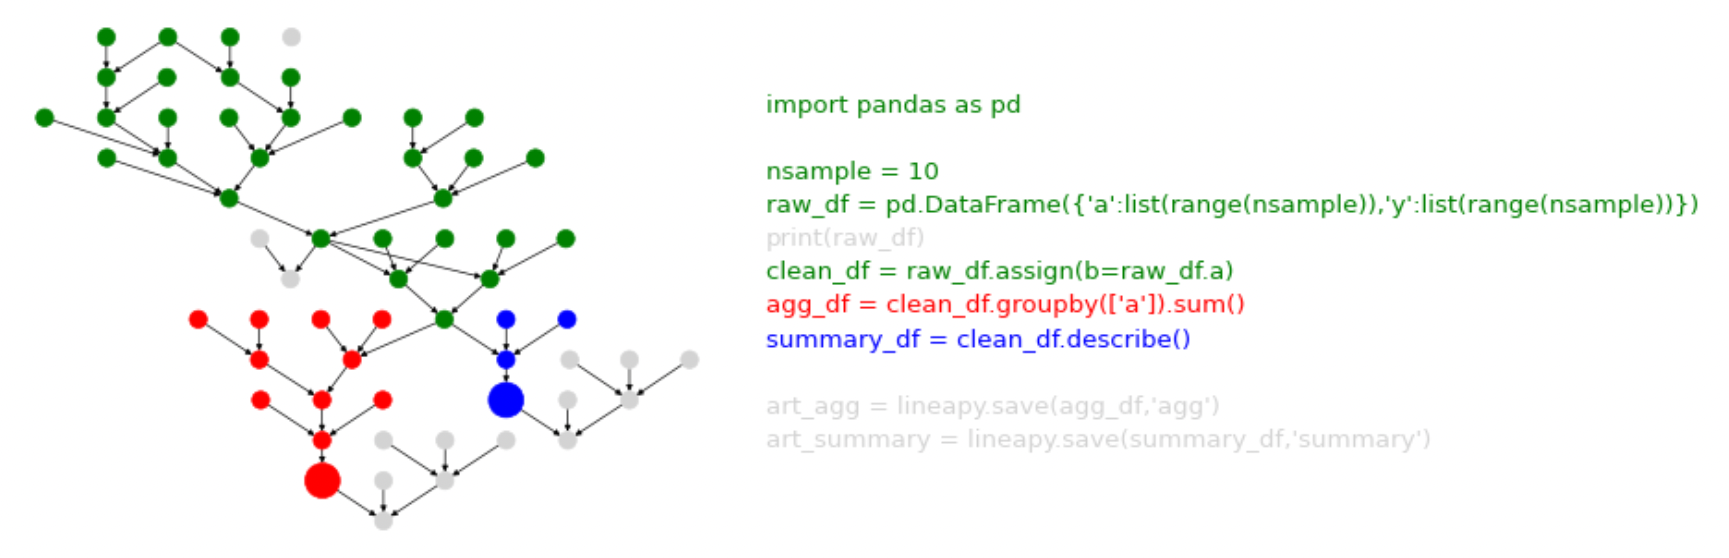 import pandas as pd
nsample = 10
raw_df = pd.DataFrame({'a':list(range(nsample)),'y':list(range(nsample))})
print(raw_df)
clean_df = raw_df.assign(b=raw_df.a)
agg_df = clean_df.groupby(['a']).sum()
summary_df = clean_df.describe()
art_agg = lineapy.save(agg_df,'agg')
art_summary = lineapy.save(summary_df,'summary')